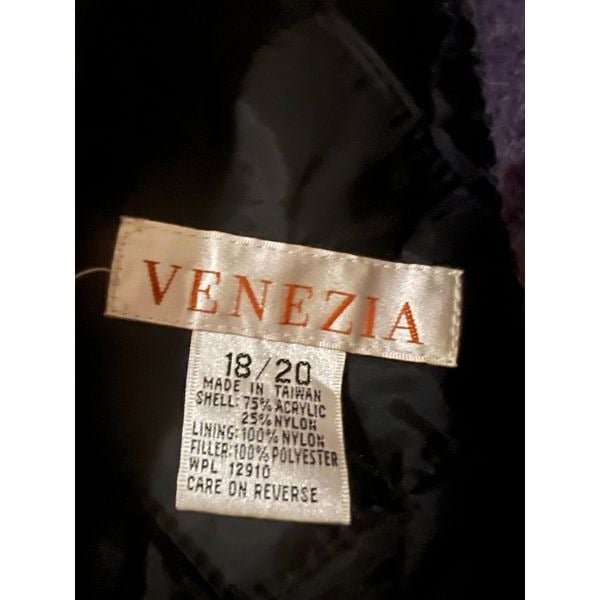 VENEZIA
18/20
MADE IN TAIWAN
SHELL: 75% ACRYLIC
25% NYLON
LINING: 100% NYLON
FILLER: 100% POLYESTER
WPL 12910
CARE ON REVERSE